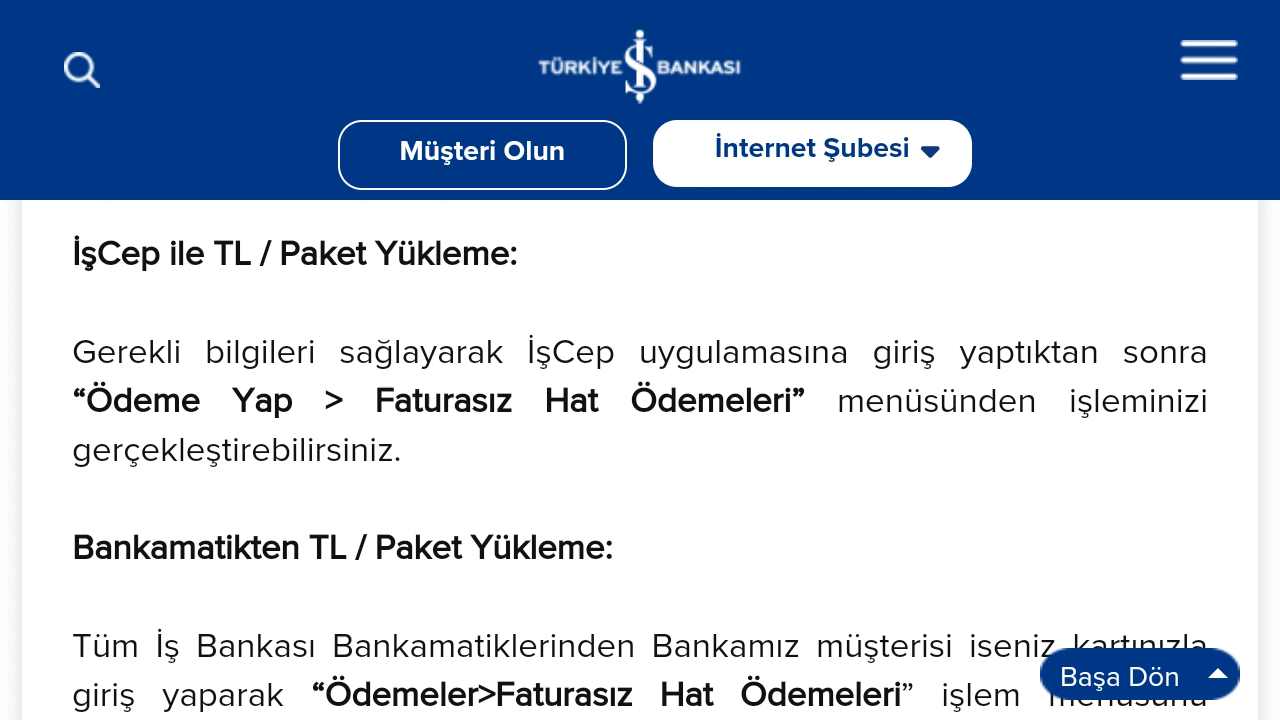 TÜRKİYE İŞ BANKASI
Müşteri Olun
İnternet Şubesi
İşCep ile TL / Paket Yükleme:
Gerekli bilgileri sağlayarak İşCep uygulamasına giriş yaptıktan sonra
“Ödeme Yap > Faturasız Hat Ödemeleri” menüsünden işleminizi
gerçekleştirebilirsiniz.
Bankamatikten TL / Paket Yükleme:
Tüm İş Bankası Bankamatiklerinden Bankamız müşterisi iseniz kartınızla
giriş yaparak “Ödemeler>Faturasız Hat Ödemeleri” işlem menüsünü
Başa Dön